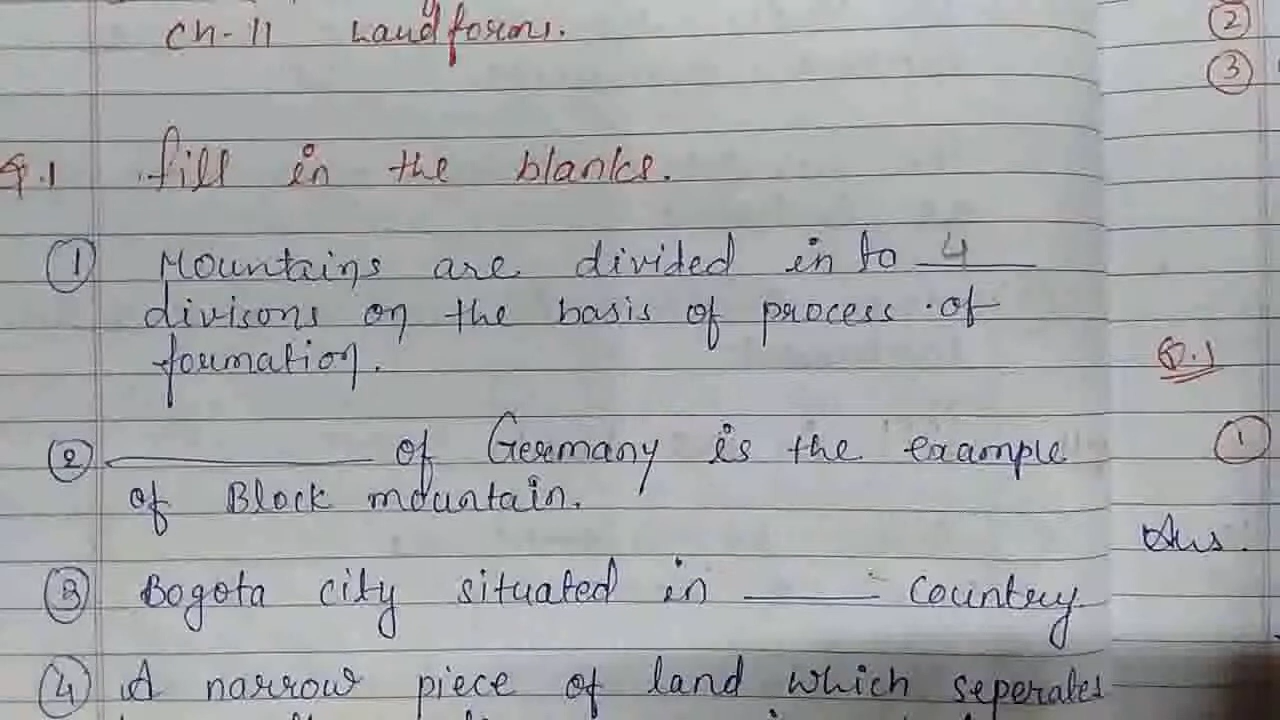 Ch-11 Landforms.
Q.1 fill in the blanks.
① Mountains are divided in to 4
divisons on the basis of process of
formation.
② ________ of Germany is the example
of Block mountain.
③ Bogota city situated in ____ Country
④ A narrow piece of land which seperates
②
③
Q.1
①
Ans.